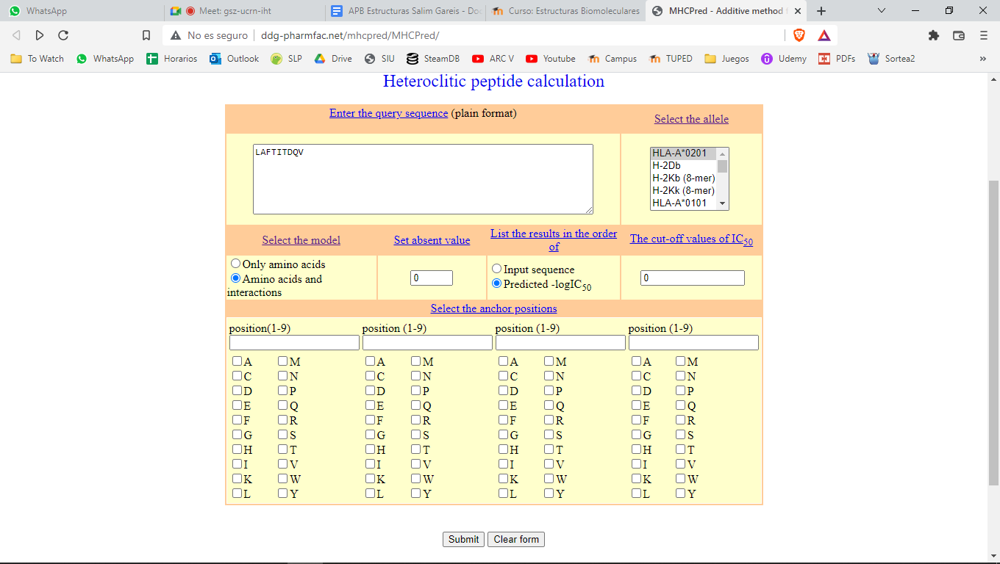 WhatsApp
Meet: gsz-ucrn-iht
APB Estructuras Salim Gareis - Doc
Curso: Estructuras Biomoleculares
MHCPred - Additive method f
No es seguro
ddg-pharmfac.net/mhcpred/MHCPred/
To Watch WhatsApp Horarios Outlook SLP Drive SIU SteamDB ARC V Youtube Campus TUPED Juegos Udemy PDFs Sortea2 »
Heteroclitic peptide calculation
Enter the query sequence (plain format)
Select the allele
LAFTITDQV
HLA-A*0201
H-2Db
H-2Kb (8-mer)
H-2Kk (8-mer)
HLA-A*0101
Select the model
Set absent value
List the results in the order
of
The cut-off values of IC50
Only amino acids
Amino acids and
interactions
0
Input sequence
Predicted -logIC50
0
Select the anchor positions
position(1-9) position (1-9) position (1-9) position (1-9)
A M A M A M A M
C N C N C N C N
D P D P D P D P
E Q E Q E Q E Q
F R F R F R F R
G S G S G S G S
H T H T H T H T
I V I V I V I V
K W K W K W K W
L Y L Y L Y L Y
Submit Clear form